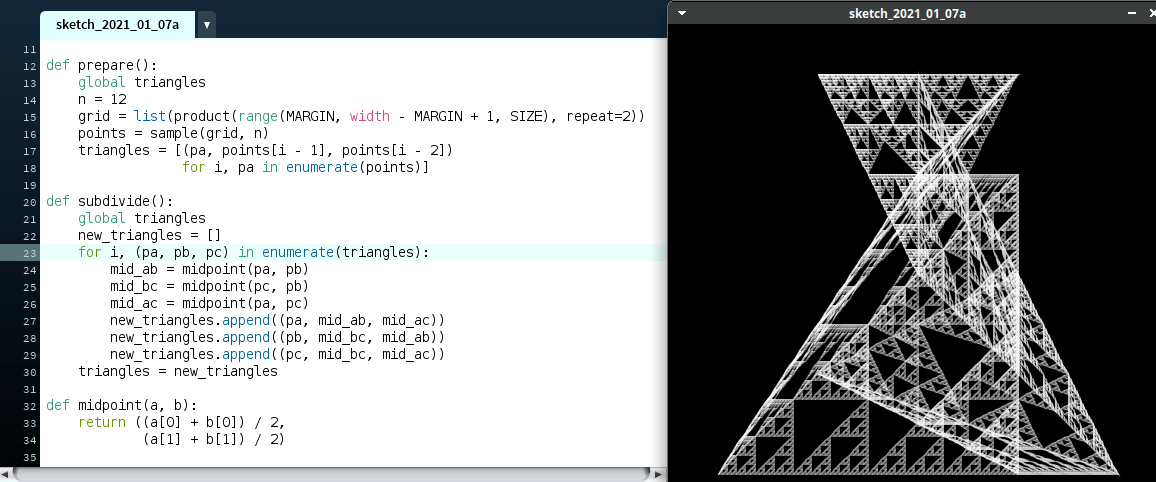 sketch_2021_01_07a ▼
11
12 def prepare():
13     global triangles
14     n = 12
15     grid = list(product(range(MARGIN, width - MARGIN + 1, SIZE), repeat=2))
16     points = sample(grid, n)
17     triangles = [(pa, points[i - 1], points[i - 2])
18                  for i, pa in enumerate(points)]
19
20 def subdivide():
21     global triangles
22     new_triangles = []
23     for i, (pa, pb, pc) in enumerate(triangles):
24         mid_ab = midpoint(pa, pb)
25         mid_bc = midpoint(pc, pb)
26         mid_ac = midpoint(pa, pc)
27         new_triangles.append((pa, mid_ab, mid_ac))
28         new_triangles.append((pb, mid_bc, mid_ab))
29         new_triangles.append((pc, mid_bc, mid_ac))
30     triangles = new_triangles
31
32 def midpoint(a, b):
33     return ((a[0] + b[0]) / 2,
34             (a[1] + b[1]) / 2)
35
sketch_2021_01_07a